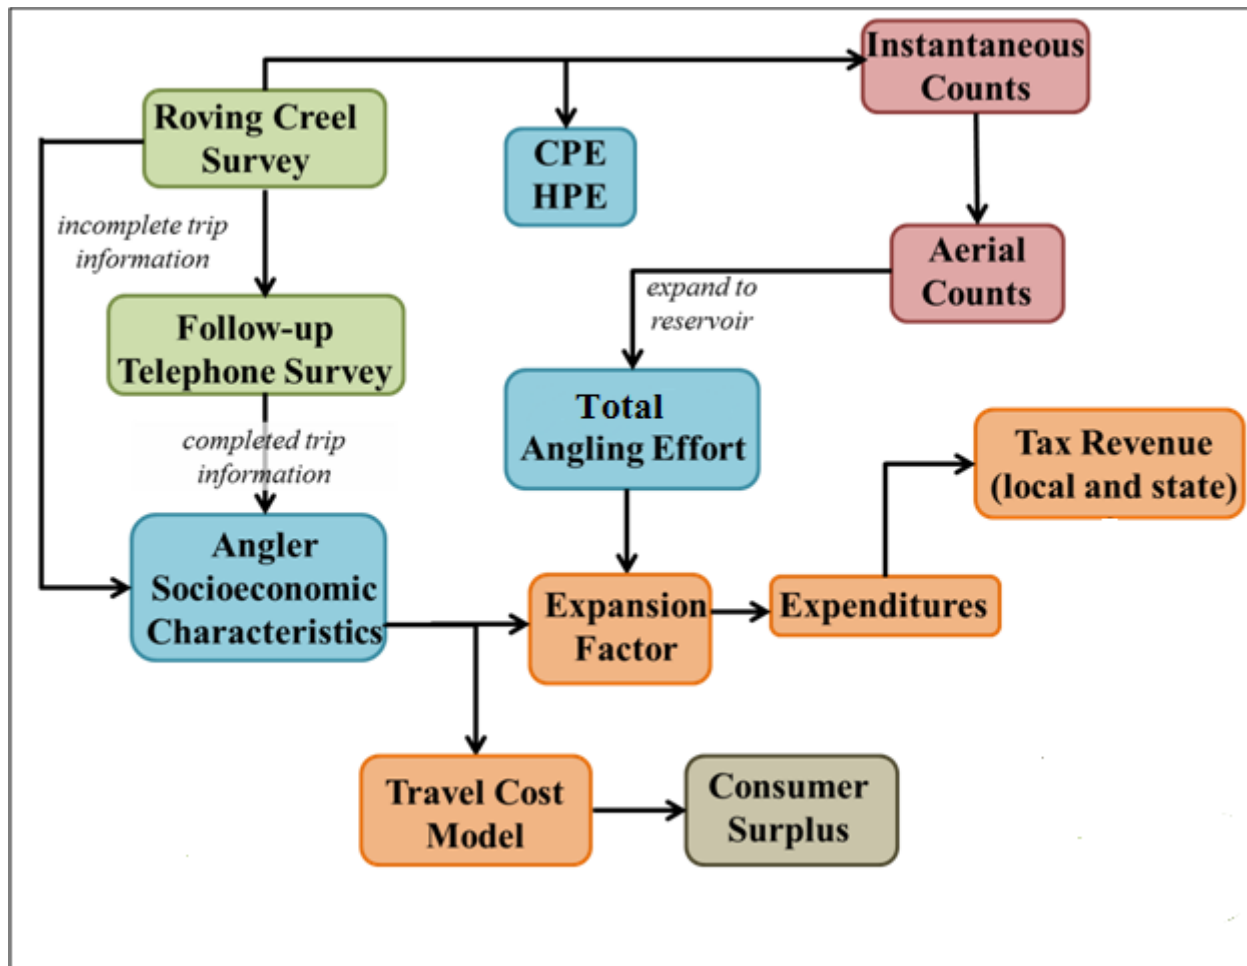 Instantaneous
Counts
Roving Creel
Survey
CPE
HPE
incomplete trip
information
Aerial
Counts
expand to
reservoir
Follow-up
Telephone Survey
Total
Angling Effort
completed trip
information
Tax Revenue
(local and state)
Angler
Socioeconomic
Characteristics
Expansion
Factor
Expenditures
Travel Cost
Model
Consumer
Surplus